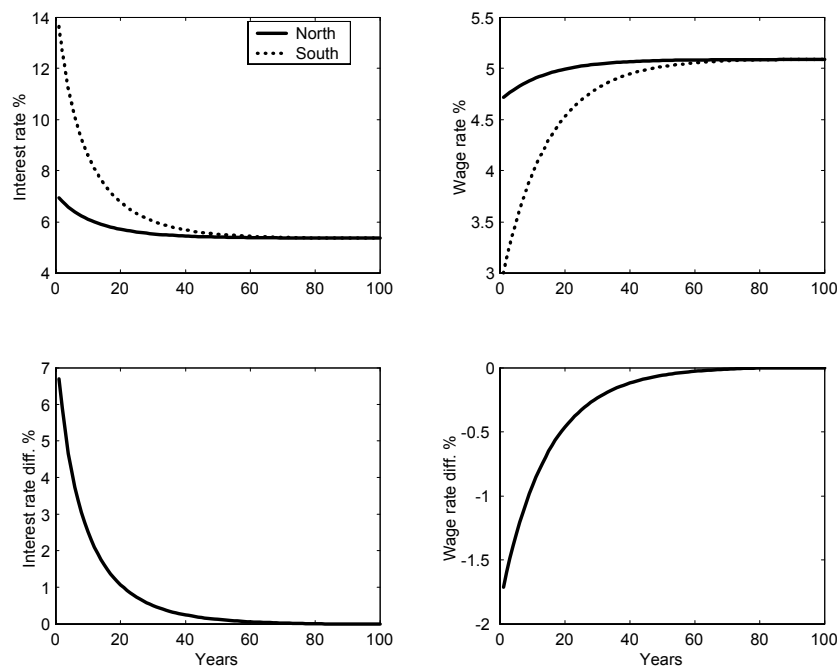 14
12
10
8
6
4
0 20 40 60 80 100
Interest rate %
North
South
5.5
5
4.5
4
3.5
3
0 20 40 60 80 100
Wage rate %
7
6
5
4
3
2
1
0
0 20 40 60 80 100
Interest rate diff. %
Years
0
-0.5
-1
-1.5
-2
0 20 40 60 80 100
Wage rate diff. %
Years